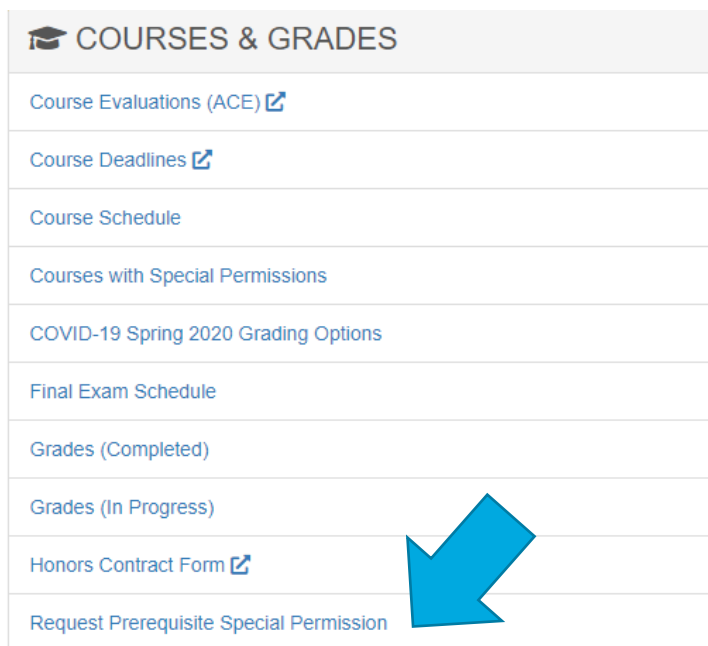 COURSES & GRADES
Course Evaluations (ACE)
Course Deadlines
Course Schedule
Courses with Special Permissions
COVID-19 Spring 2020 Grading Options
Final Exam Schedule
Grades (Completed)
Grades (In Progress)
Honors Contract Form
Request Prerequisite Special Permission